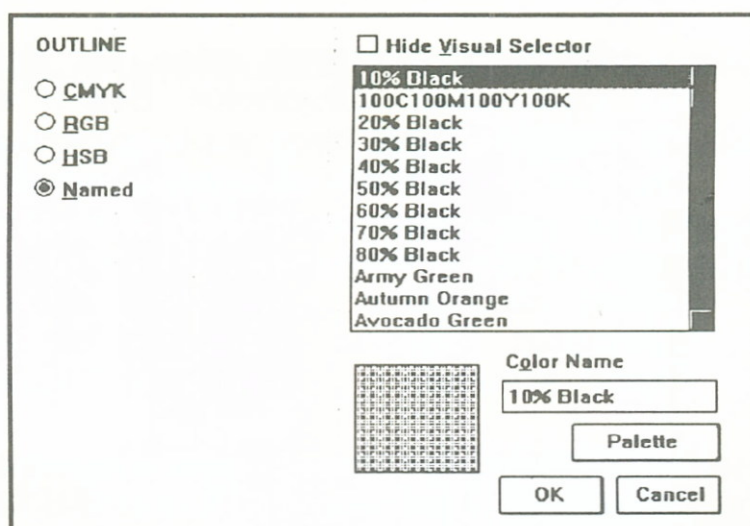 OUTLINE
CMYK
RGB
HSB
Named
Hide Visual Selector
10% Black
100C100M100Y100K
20% Black
30% Black
40% Black
50% Black
60% Black
70% Black
80% Black
Army Green
Autumn Orange
Avocado Green
Color Name
10% Black
Palette
OK
Cancel